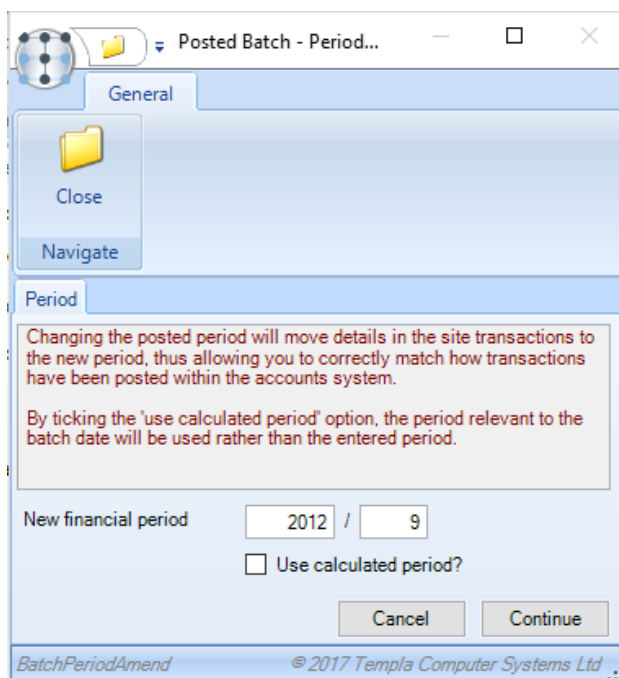 Posted Batch - Period...
General
Close
Navigate
Period
Changing the posted period will move details in the site transactions to
the new period, thus allowing you to correctly match how transactions
have been posted within the accounts system.
By ticking the 'use calculated period' option, the period relevant to the
batch date will be used rather than the entered period.
New financial period 2012 / 9
Use calculated period?
Cancel Continue
BatchPeriodAmend © 2017 Templa Computer Systems Ltd